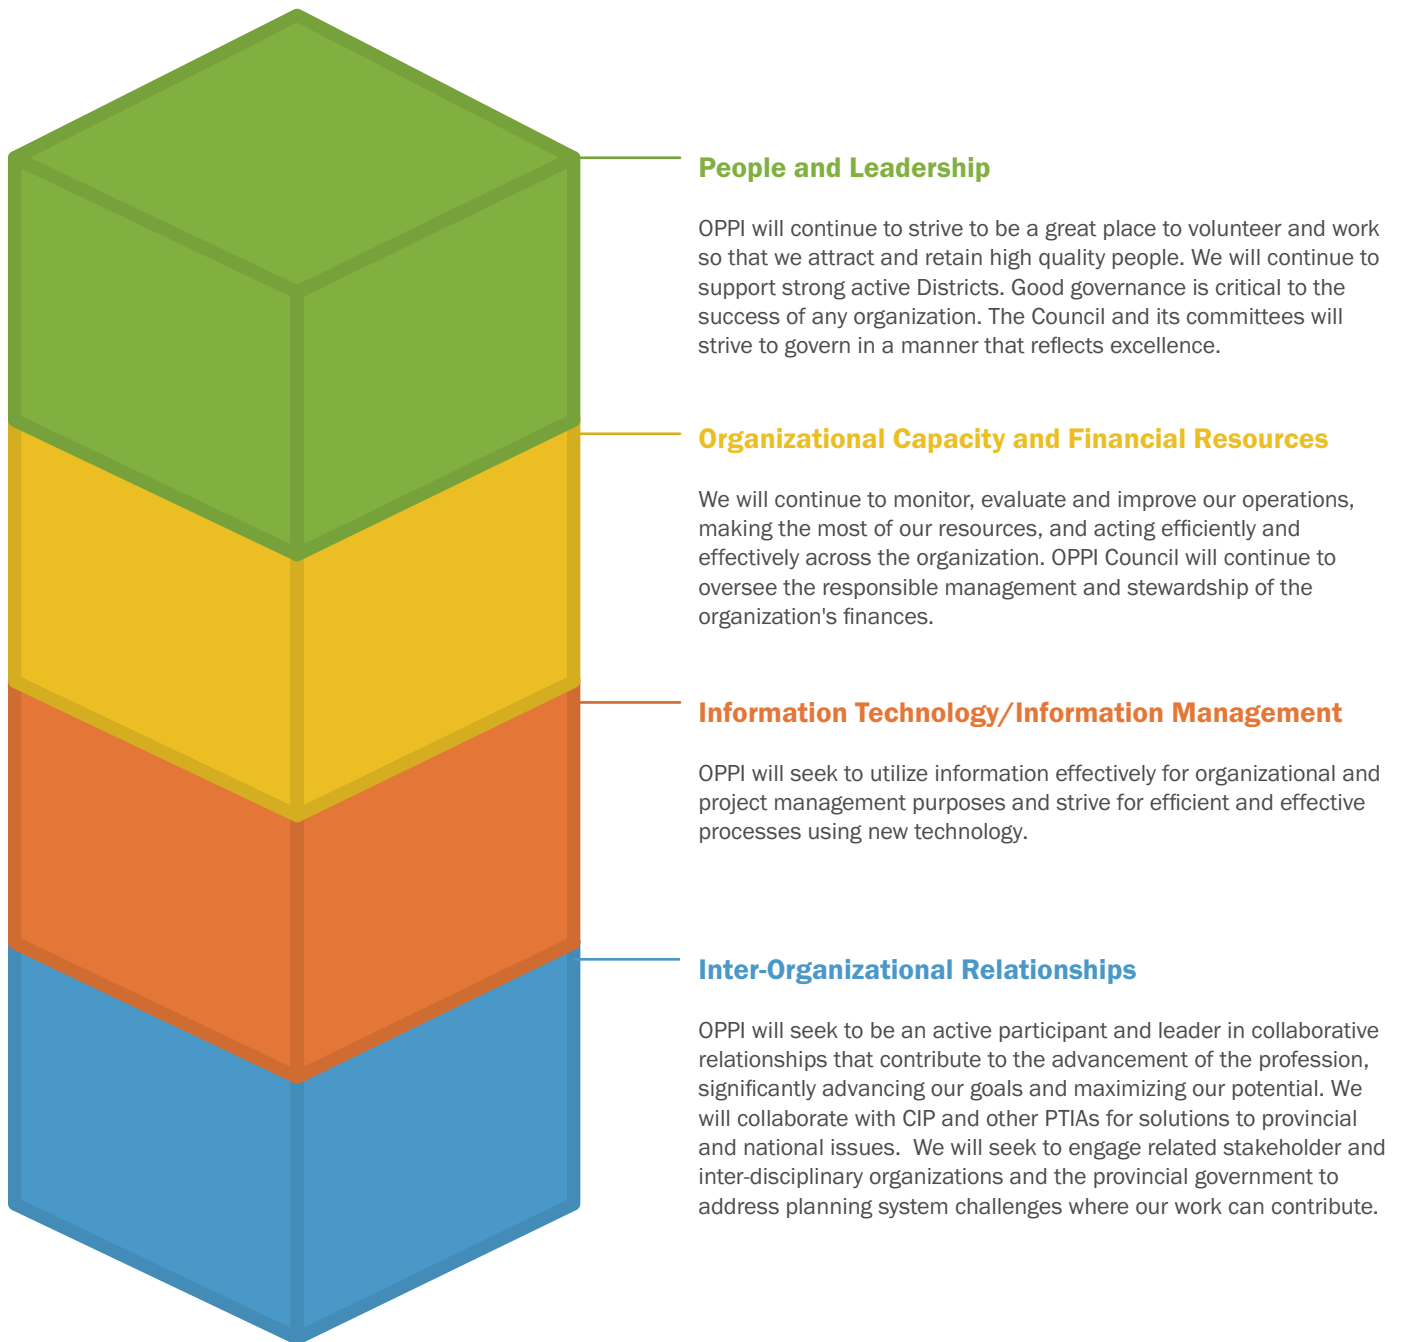 People and Leadership
OPPI will continue to strive to be a great place to volunteer and work
so that we attract and retain high quality people. We will continue to
support strong active Districts. Good governance is critical to the
success of any organization. The Council and its committees will
strive to govern in a manner that reflects excellence.
Organizational Capacity and Financial Resources
We will continue to monitor, evaluate and improve our operations,
making the most of our resources, and acting efficiently and
effectively across the organization. OPPI Council will continue to
oversee the responsible management and stewardship of the
organization's finances.
Information Technology/Information Management
OPPI will seek to utilize information effectively for organizational and
project management purposes and strive for efficient and effective
processes using new technology.
Inter-Organizational Relationships
OPPI will seek to be an active participant and leader in collaborative
relationships that contribute to the advancement of the profession,
significantly advancing our goals and maximizing our potential. We
will collaborate with CIP and other PTIAs for solutions to provincial
and national issues.  We will seek to engage related stakeholder and
inter-disciplinary organizations and the provincial government to
address planning system challenges where our work can contribute.